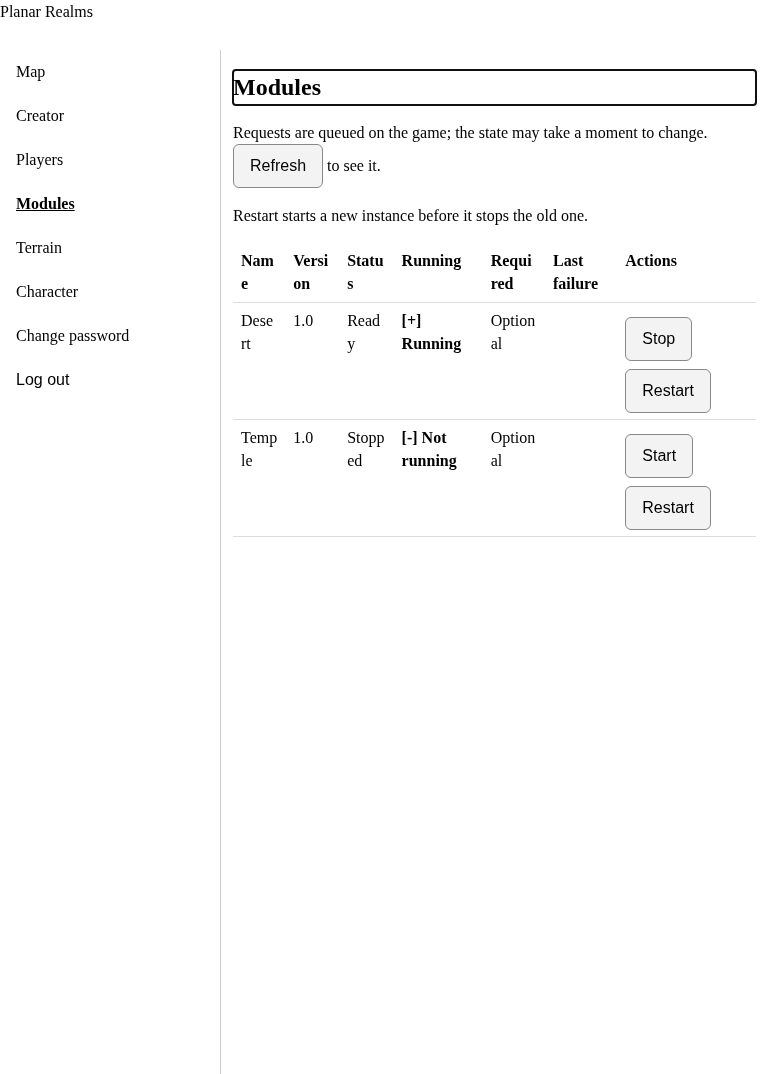 Planar Realms
Map
Creator
Players
Modules
Terrain
Character
Change password
Log out
Modules
Requests are queued on the game; the state may take a moment to change.
Refresh to see it.
Restart starts a new instance before it stops the old one.
Nam Versi Statu Running Requi Last Actions
e on s red failure
Dese 1.0 Read [+] Option Stop
rt y Running al
Restart
Temp 1.0 Stopp [-] Not Option Start
le ed running al
Restart